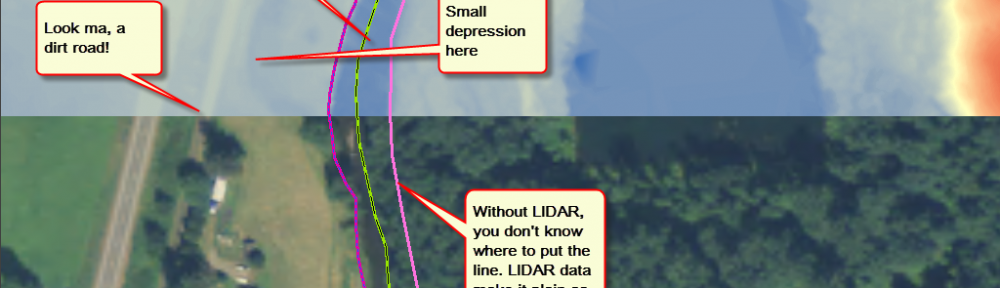 Look ma, a
dirt road!
Small
depression
here
Without LIDAR,
you don't know
where to put the
line. LIDAR data
make it plain as